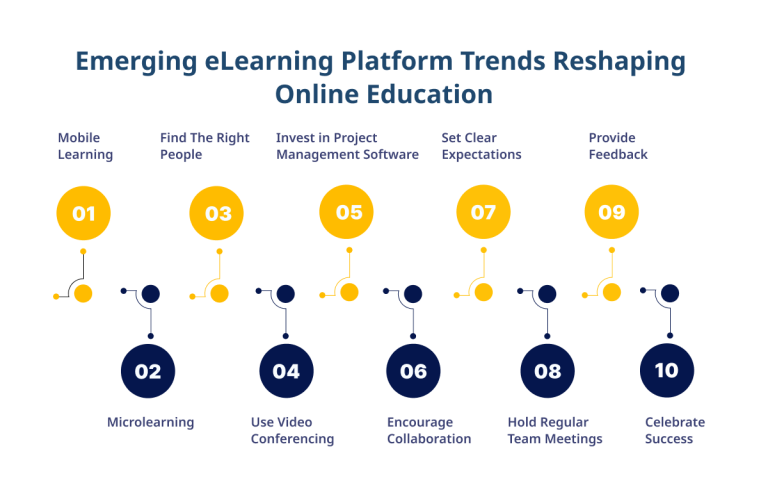 Emerging eLearning Platform Trends Reshaping
Online Education
Mobile
Learning
01
Microlearning
02
Find The Right
People
03
Use Video
Conferencing
04
Invest in Project
Management Software
05
Encourage
Collaboration
06
Set Clear
Expectations
07
Hold Regular
Team Meetings
08
Provide
Feedback
09
Celebrate
Success
10